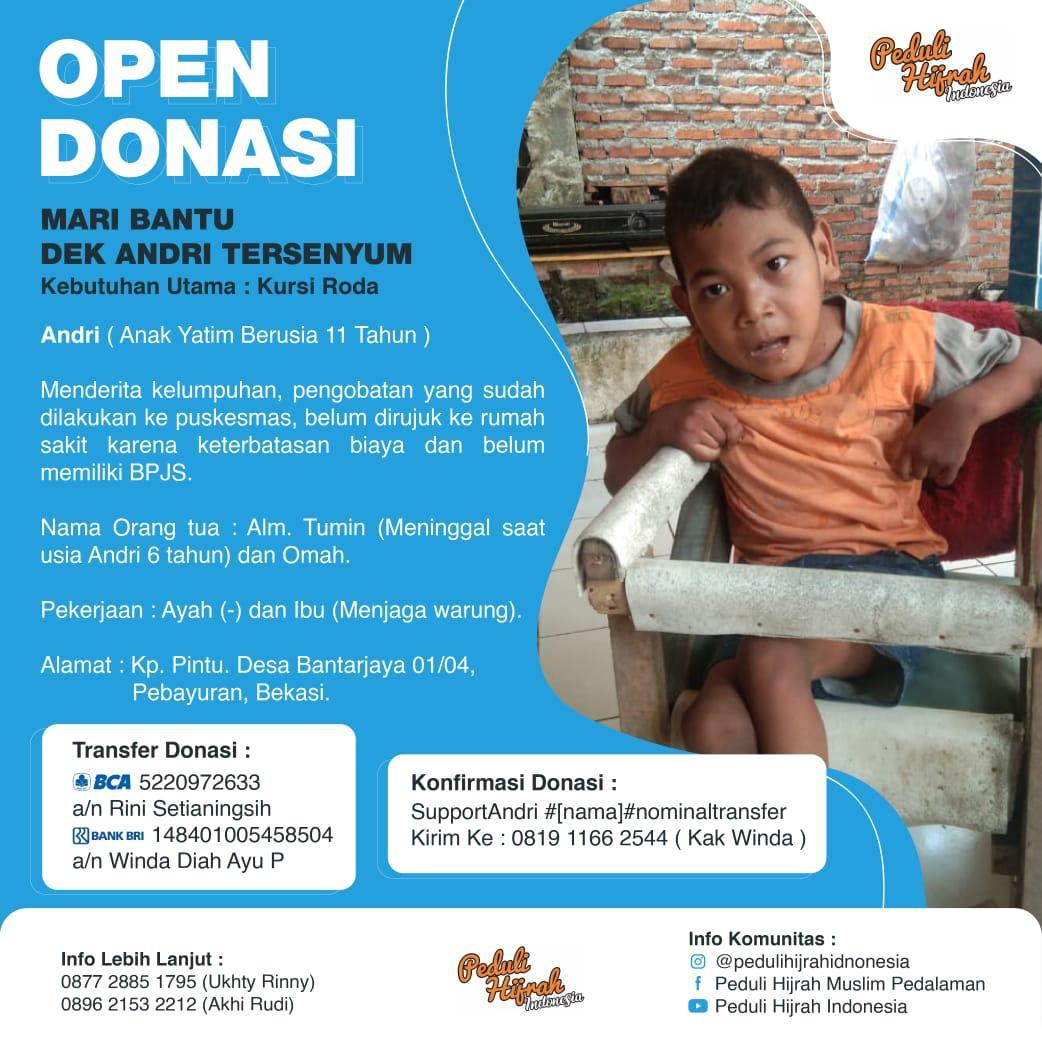 OPEN
DONASI
MARI BANTU
DEK ANDRI TERSENYUM
Kebutuhan Utama : Kursi Roda
Andri ( Anak Yatim Berusia 11 Tahun )
Menderita kelumpuhan, pengobatan yang sudah
dilakukan ke puskesmas, belum dirujuk ke rumah
sakit karena keterbatasan biaya dan belum
memiliki BPJS.
Nama Orang tua : Alm. Tumin (Meninggal saat
usia Andri 6 tahun) dan Omah.
Pekerjaan : Ayah (-) dan Ibu (Menjaga warung).
Alamat : Kp. Pintu. Desa Bantarjaya 01/04,
Pebayuran, Bekasi.
Transfer Donasi :
BCA 5220972633
a/n Rini Setianingsih
BANK BRI 148401005458504
a/n Winda Diah Ayu P
Konfirmasi Donasi :
SupportAndri #[nama]#nominaltransfer
Kirim Ke : 0819 1166 2544 ( Kak Winda )
Info Lebih Lanjut :
0877 2885 1795 (Ukhty Rinny)
0896 2153 2212 (Akhi Rudi)
Peduli
Hijrah
Indonesia
Info Komunitas :
@pedulihijrahidnonesia
Peduli Hijrah Muslim Pedalaman
Peduli Hijrah Indonesia
Peduli
Hijrah
Indonesia